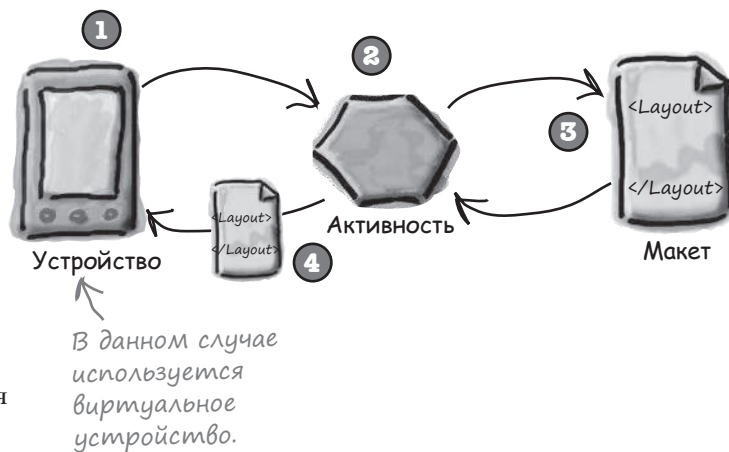 1
2
<Layout>
3
</Layout>
Активность
<Layout>
</Layout>
4
Устройство
Макет
В данном случае
используется
виртуальное
устройство.
я